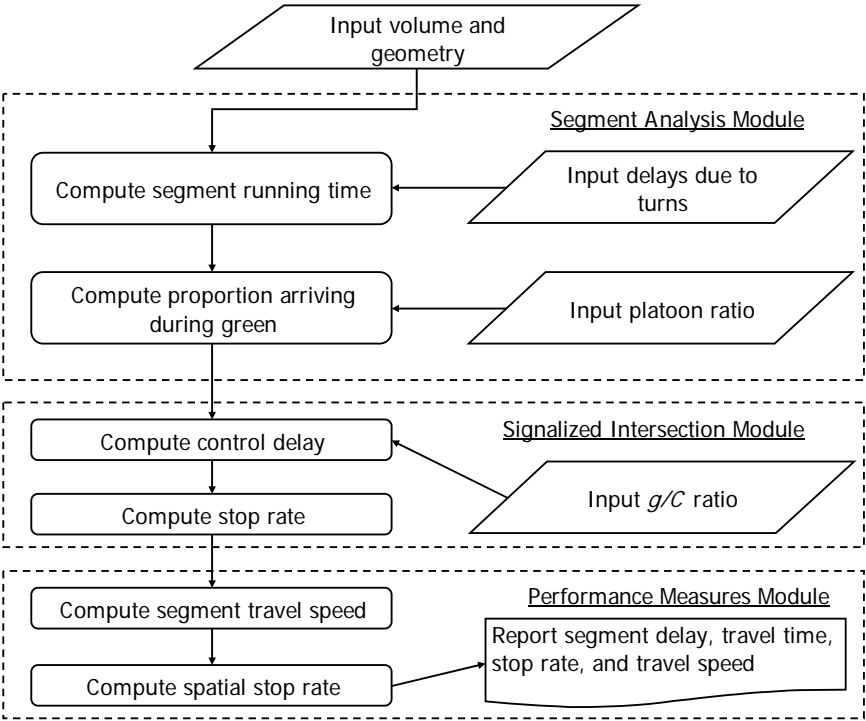 Input volume and
geometry
Segment Analysis Module
Compute segment running time
Input delays due to
turns
Compute proportion arriving
during green
Input platoon ratio
Signalized Intersection Module
Compute control delay
Input g/C ratio
Compute stop rate
Performance Measures Module
Compute segment travel speed
Report segment delay, travel time,
stop rate, and travel speed
Compute spatial stop rate